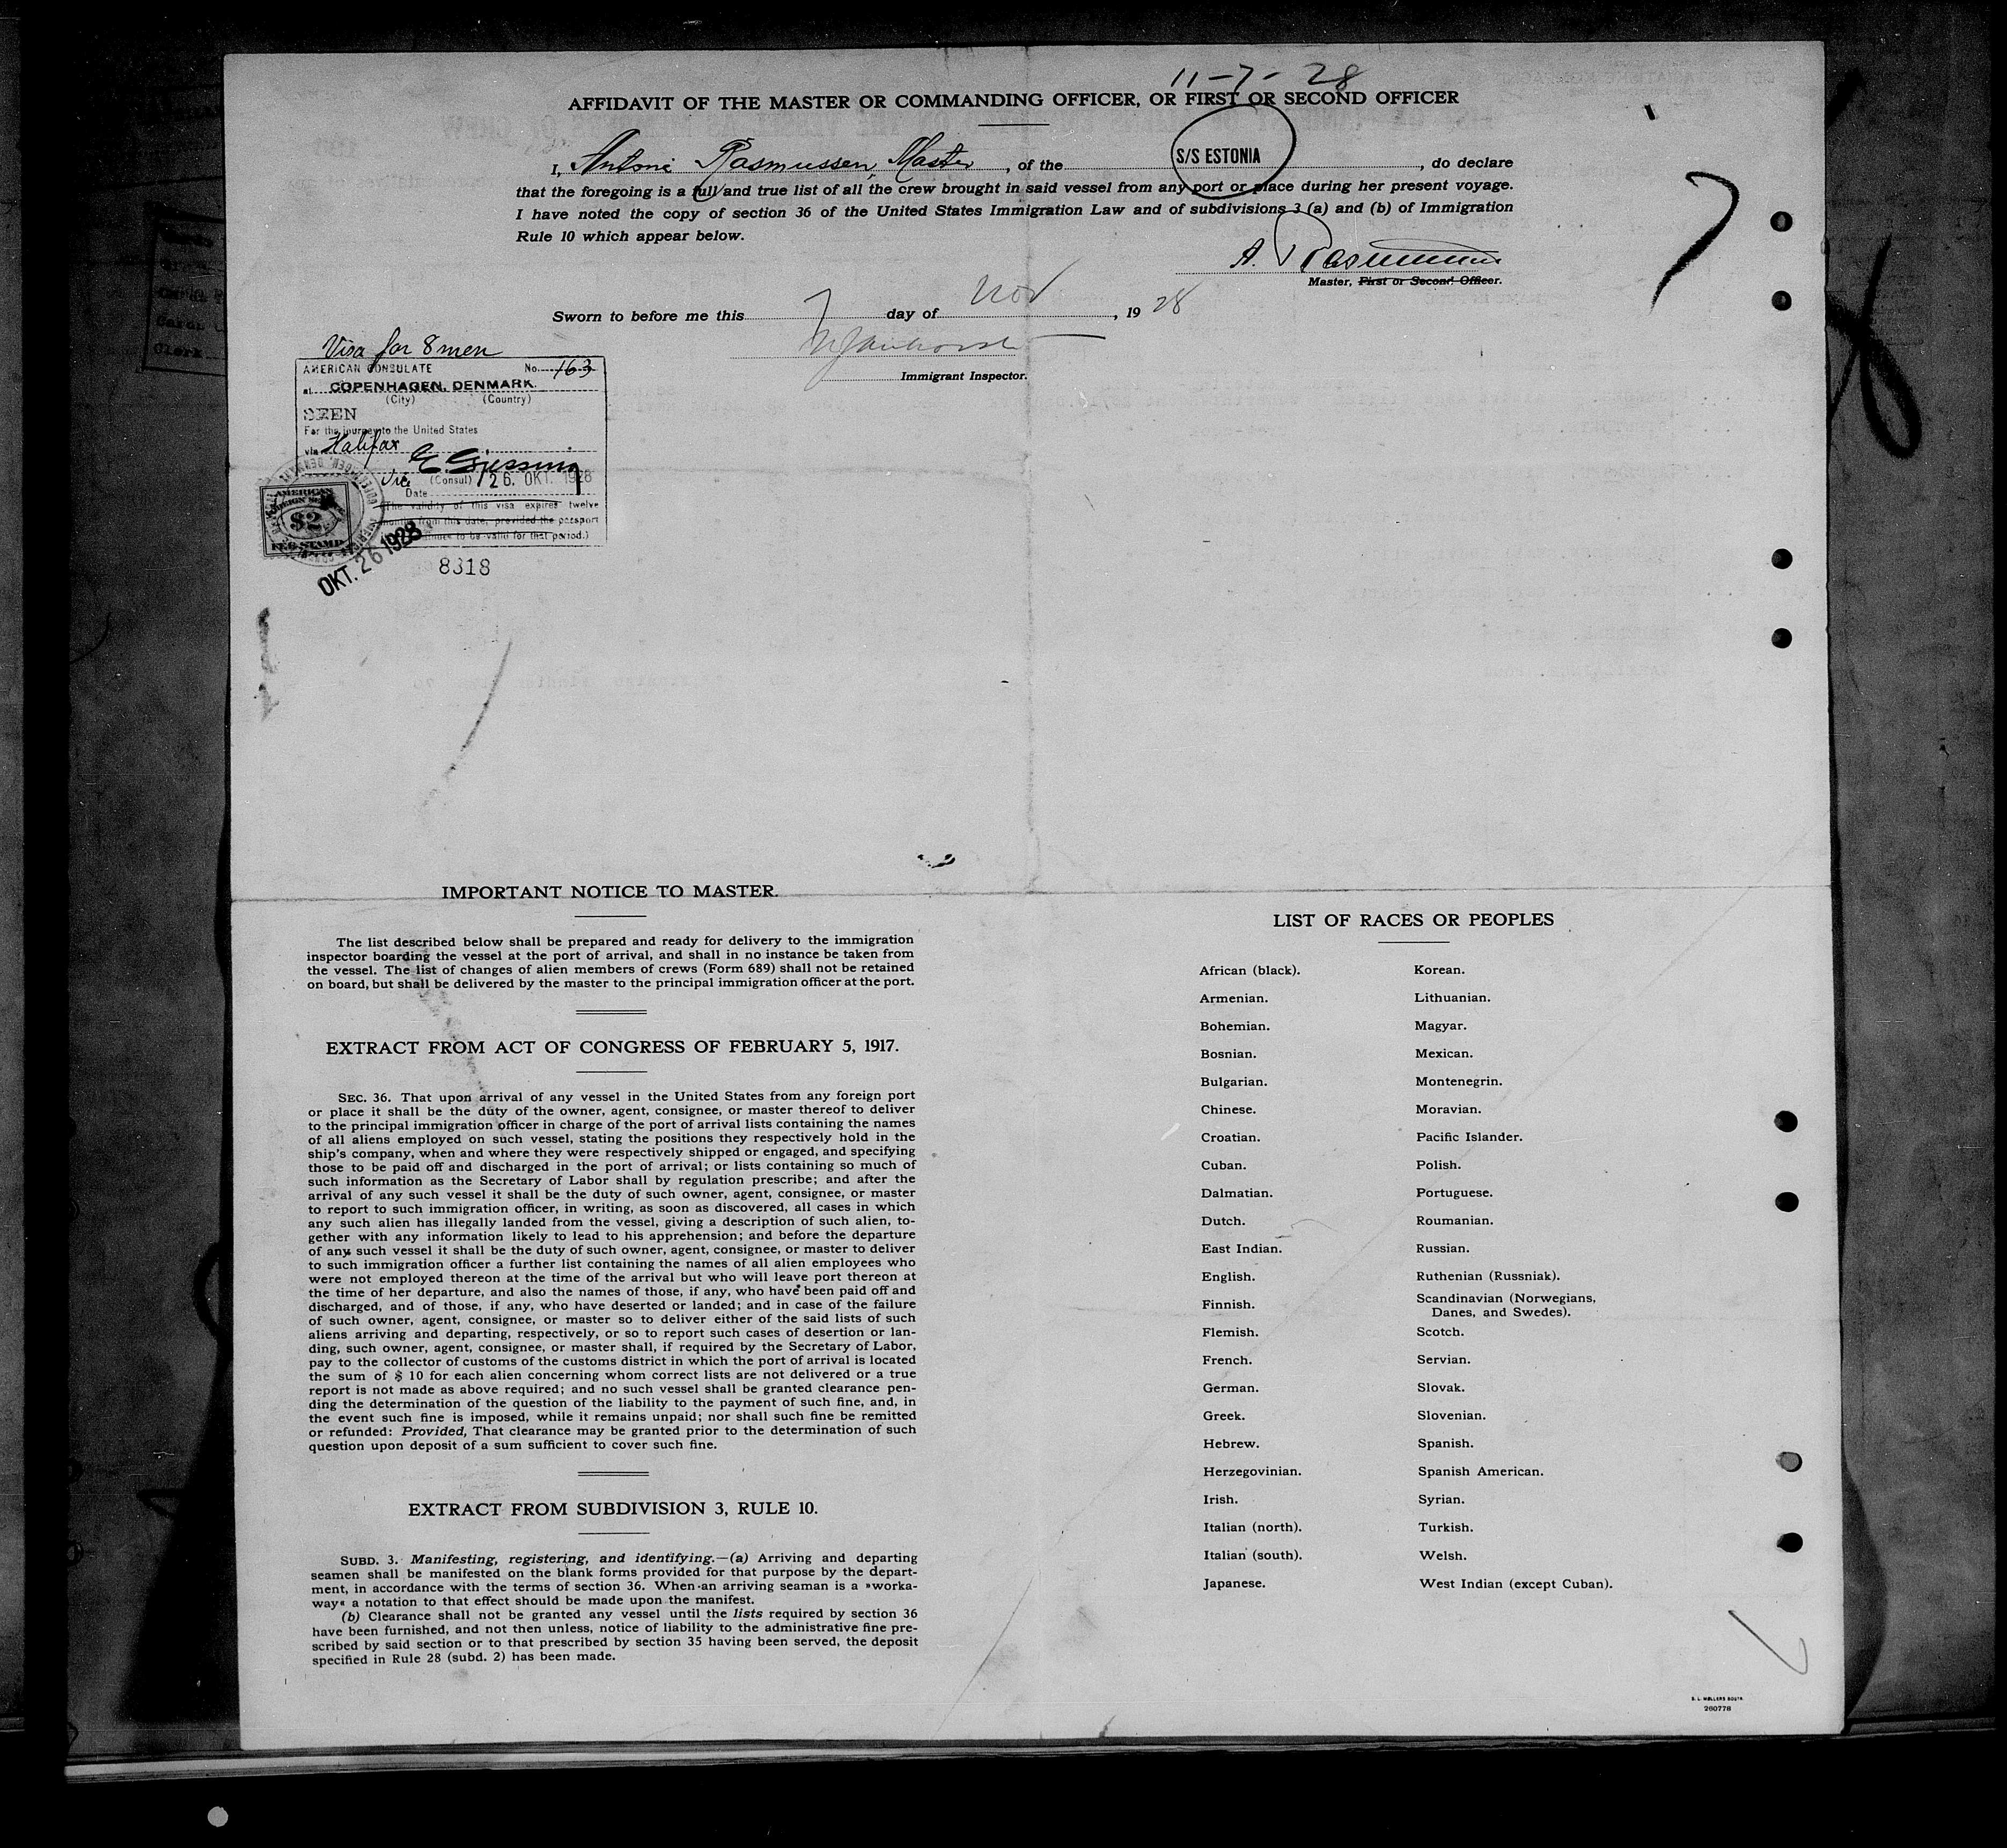 11-7-28
AFFIDAVIT OF THE MASTER OR COMMANDING OFFICER, OR FIRST OR SECOND OFFICER
I, Antoni Rasmussen, Master, of the S/S ESTONIA, do declare
that the foregoing is a full and true list of all the crew brought in said vessel from any port or place during her present voyage.
I have noted the copy of section 36 of the United States Immigration Law and of subdivisions 3 (a) and (b) of Immigration
Rule 10 which appear below.
A. Rasmussen
Master, First or Second Officer.
Sworn to before me this 7 day of Nov, 19 28
Immigrant Inspector.
Visa for 8 men
AMERICAN CONSULATE No. 163
at COPENHAGEN, DENMARK.
(City) (Country)
SEEN
For the journey to the United States
via Halifax
Vice (Consul) 26. OKT. 1928
Date
(The validity of this visa expires twelve
months from this date, provided the passport
continues to be valid for that period.)
AMERICAN
FOREIGN SERVICE
$2
FEE STAMP
OKT. 26 1928
8318
IMPORTANT NOTICE TO MASTER.
The list described below shall be prepared and ready for delivery to the immigration
inspector boarding the vessel at the port of arrival, and shall in no instance be taken from
the vessel. The list of changes of alien members of crews (Form 689) shall not be retained
on board, but shall be delivered by the master to the principal immigration officer at the port.
EXTRACT FROM ACT OF CONGRESS OF FEBRUARY 5, 1917.
SEC. 36. That upon arrival of any vessel in the United States from any foreign port
or place it shall be the duty of the owner, agent, consignee, or master thereof to deliver
to the principal immigration officer in charge of the port of arrival lists containing the names
of all aliens employed on such vessel, stating the positions they respectively hold in the
ship's company, when and where they were respectively shipped or engaged, and specifying
those to be paid off and discharged in the port of arrival; or lists containing so much of
such information as the Secretary of Labor shall by regulation prescribe; and after the
arrival of any such vessel it shall be the duty of such owner, agent, consignee, or master
to report to such immigration officer, in writing, as soon as discovered, all cases in which
any such alien has illegally landed from the vessel, giving a description of such alien, to-
gether with any information likely to lead to his apprehension; and before the departure
of any such vessel it shall be the duty of such owner, agent, consignee, or master to deliver
to such immigration officer a further list containing the names of all alien employees who
were not employed thereon at the time of the arrival but who will leave port thereon at
the time of her departure, and also the names of those, if any, who have been paid off and
discharged, and of those, if any, who have deserted or landed; and in case of the failure
of such owner, agent, consignee, or master so to deliver either of the said lists of such
aliens arriving and departing, respectively, or so to report such cases of desertion or lan-
ding, such owner, agent, consignee, or master shall, if required by the Secretary of Labor,
pay to the collector of customs of the customs district in which the port of arrival is located
the sum of $ 10 for each alien concerning whom correct lists are not delivered or a true
report is not made as above required; and no such vessel shall be granted clearance pen-
ding the determination of the question of the liability to the payment of such fine, and, in
the event such fine is imposed, while it remains unpaid; nor shall such fine be remitted
or refunded: Provided, That clearance may be granted prior to the determination of such
question upon deposit of a sum sufficient to cover such fine.
EXTRACT FROM SUBDIVISION 3, RULE 10.
SUBD. 3. Manifesting, registering, and identifying.—(a) Arriving and departing
seamen shall be manifested on the blank forms provided for that purpose by the depart-
ment, in accordance with the terms of section 36. When an arriving seaman is a »worka-
way« a notation to that effect should be made upon the manifest.
(b) Clearance shall not be granted any vessel until the lists required by section 36
have been furnished, and not then unless, notice of liability to the administrative fine pre-
scribed by said section or to that prescribed by section 35 having been served, the deposit
specified in Rule 28 (subd. 2) has been made.
LIST OF RACES OR PEOPLES
African (black). Korean.
Armenian. Lithuanian.
Bohemian. Magyar.
Bosnian. Mexican.
Bulgarian. Montenegrin.
Chinese. Moravian.
Croatian. Pacific Islander.
Cuban. Polish.
Dalmatian. Portuguese.
Dutch. Roumanian.
East Indian. Russian.
English. Ruthenian (Russniak).
Finnish. Scandinavian (Norwegians,
Danes, and Swedes).
Flemish. Scotch.
French. Servian.
German. Slovak.
Greek. Slovenian.
Hebrew. Spanish.
Herzegovinian. Spanish American.
Irish. Syrian.
Italian (north). Turkish.
Italian (south). Welsh.
Japanese. West Indian (except Cuban).
S. L. MØLLERS BOGTR.
260778